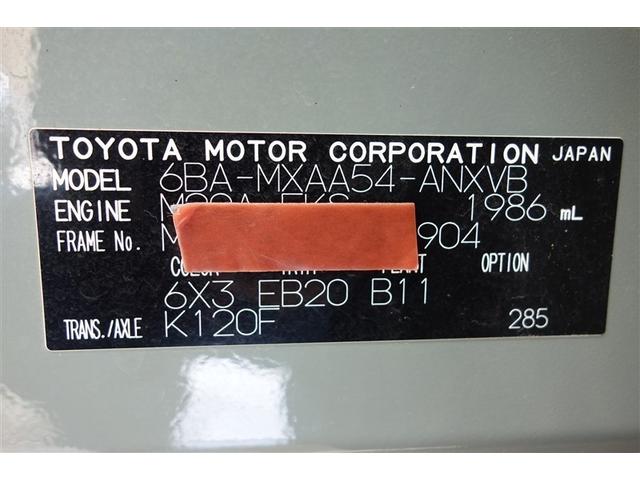 TOYOTA MOTOR CORPORATION JAPAN
MODEL 6BA-MXAA54-ANXVB
ENGINE 1986 mL
FRAME No. 904
OPTION
6X3 EB20 B11
TRANS./AXLE K120F 285